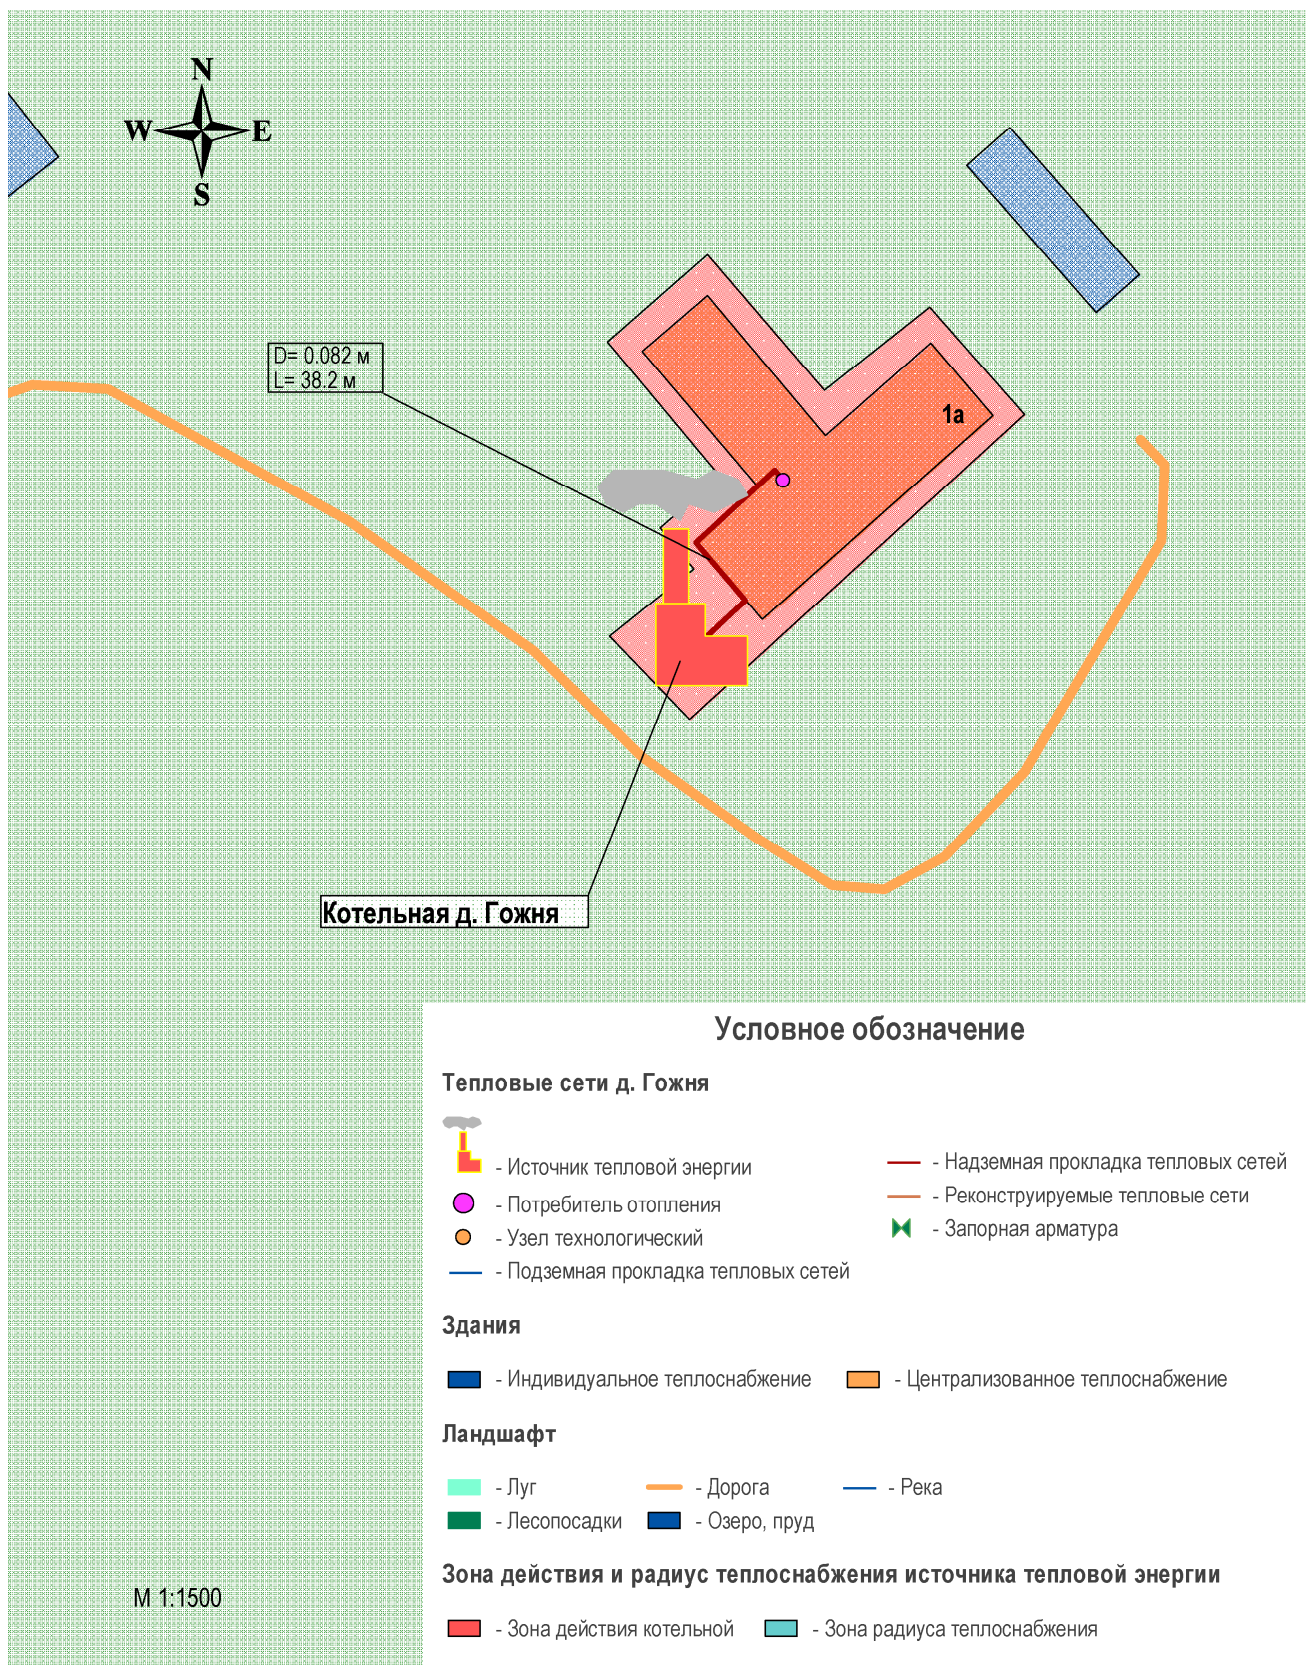 N
W E
S
D= 0.082 м
L= 38.2 м
1а
Котельная д. Гожня
Условное обозначение
Тепловые сети д. Гожня
- Источник тепловой энергии
- Надземная прокладка тепловых сетей
- Потребитель отопления
- Реконструируемые тепловые сети
- Узел технологический
- Запорная арматура
- Подземная прокладка тепловых сетей
Здания
- Индивидуальное теплоснабжение
- Централизованное теплоснабжение
Ландшафт
- Луг
- Дорога
- Река
- Лесопосадки
- Озеро, пруд
Зона действия и радиус теплоснабжения источника тепловой энергии
М 1:1500
- Зона действия котельной
- Зона радиуса теплоснабжения